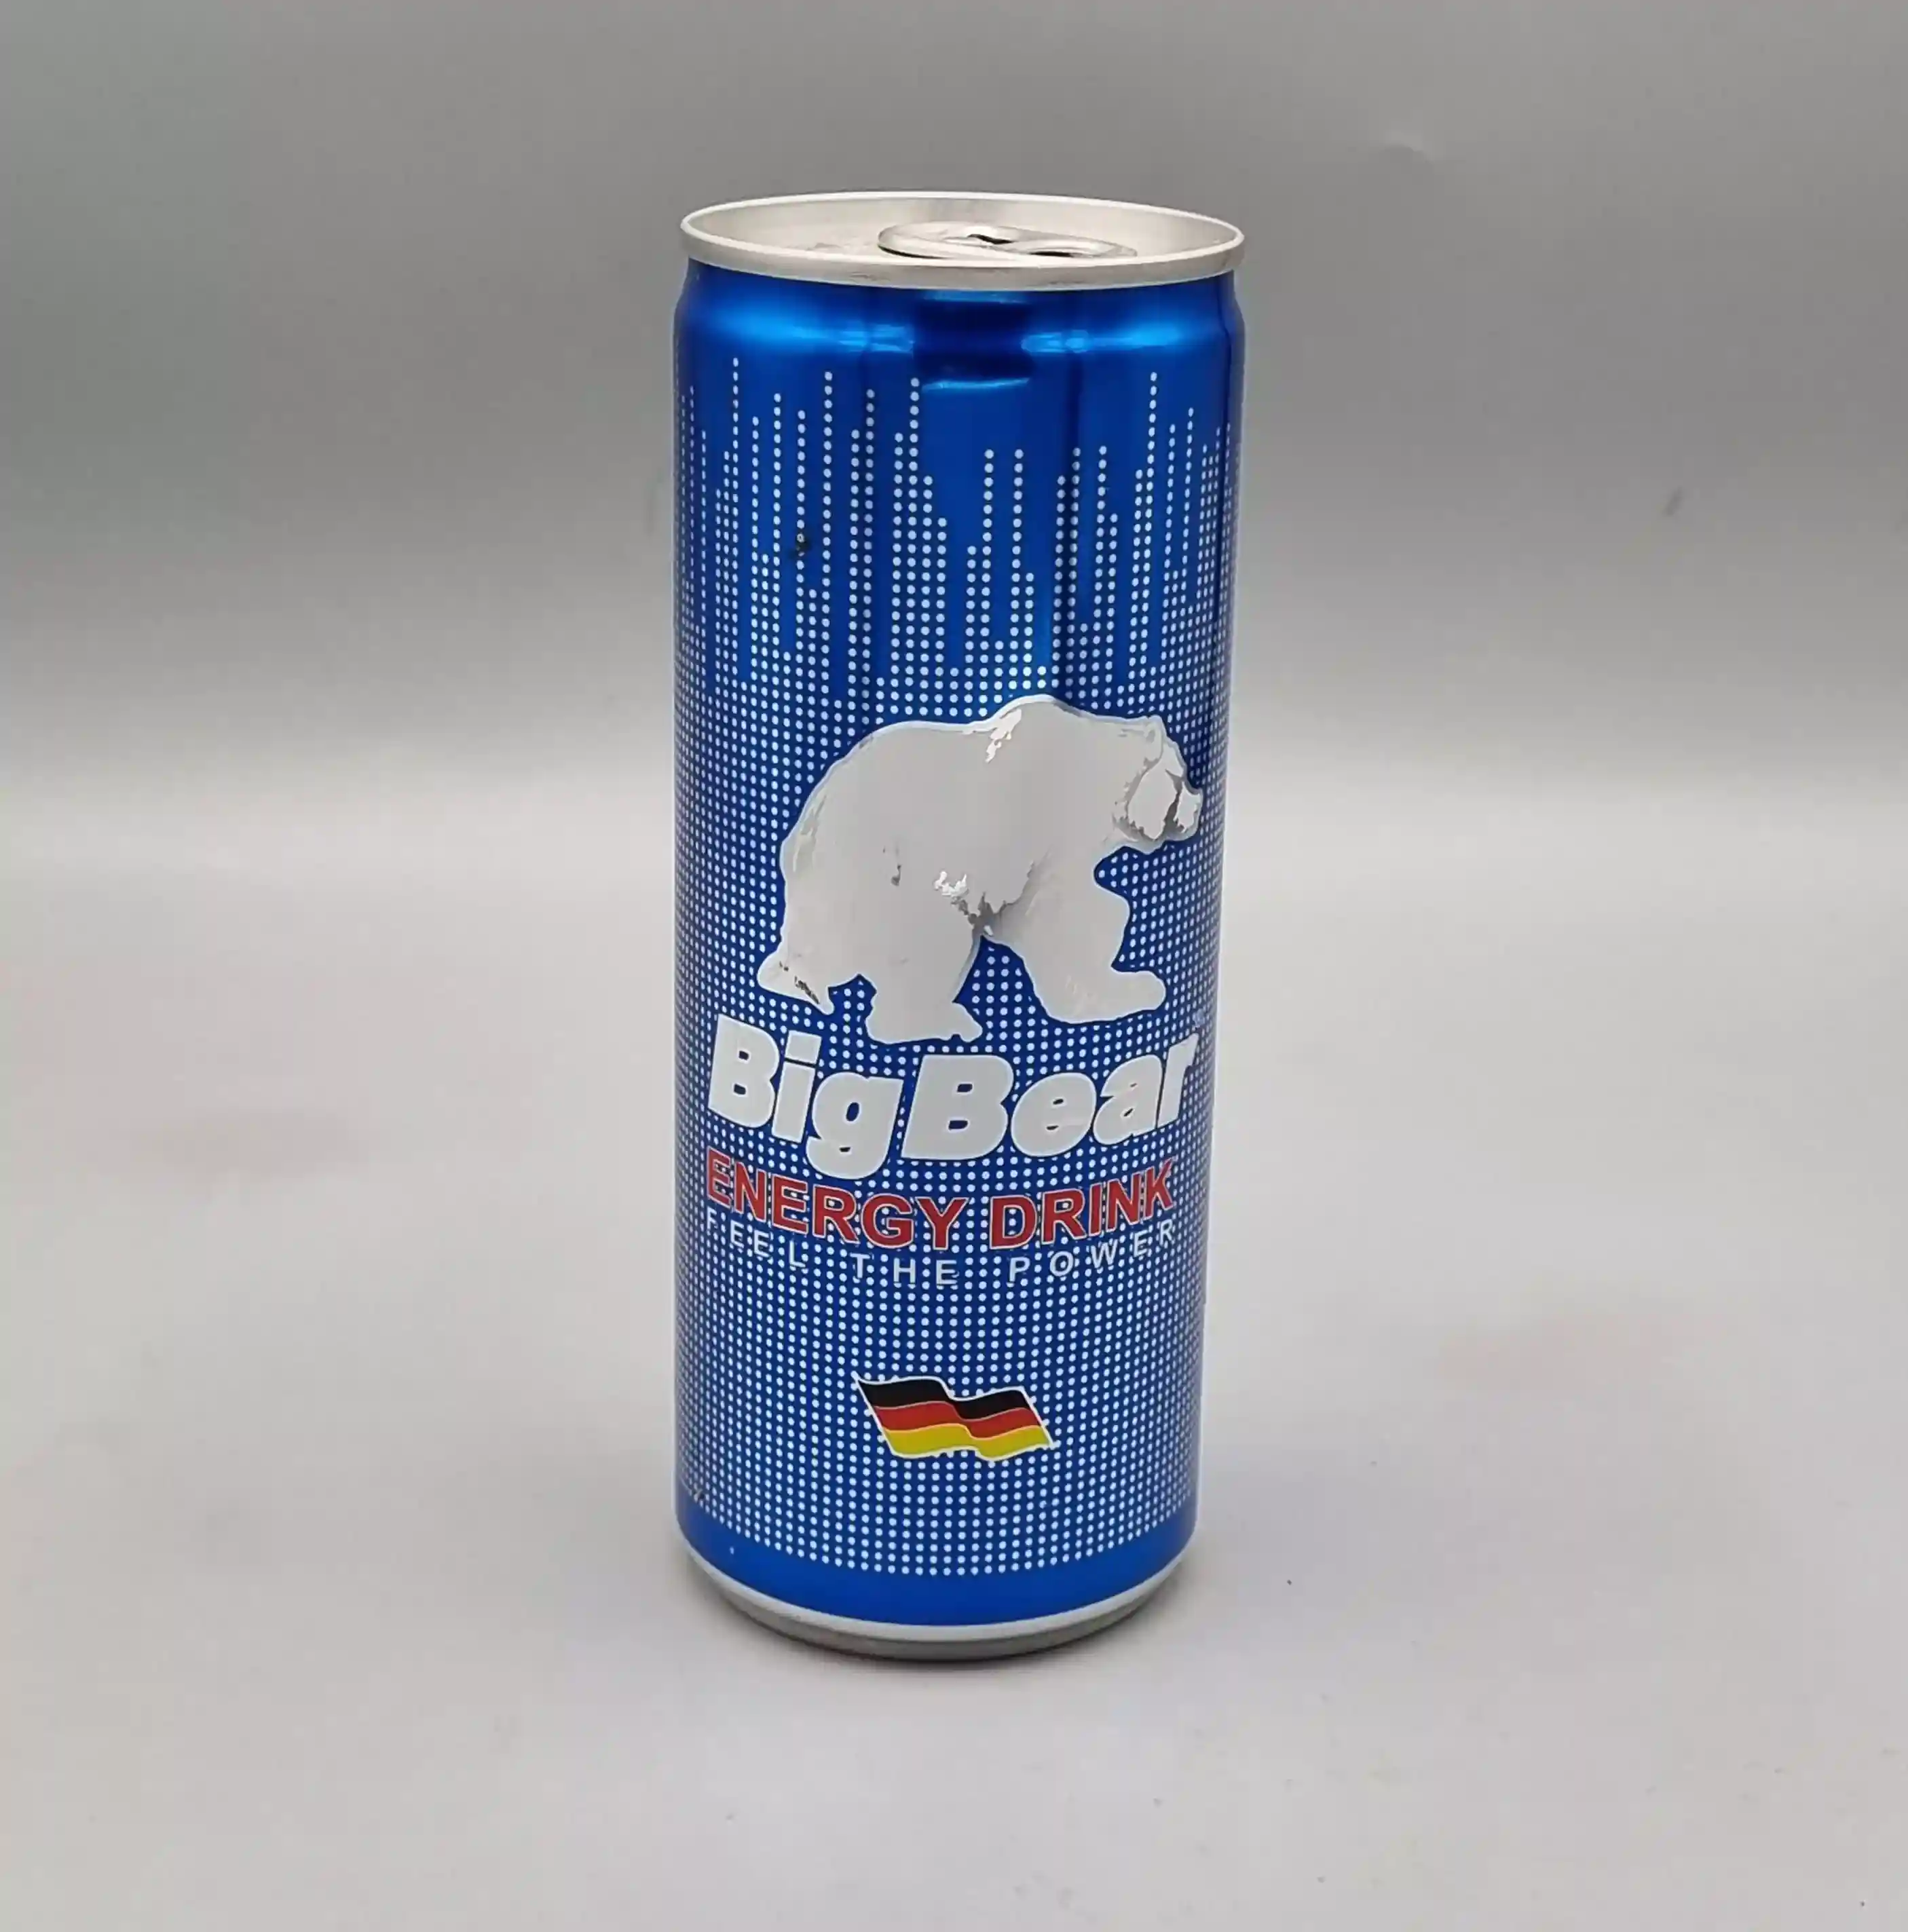 BigBear
ENERGY DRINK
FEEL THE POWER